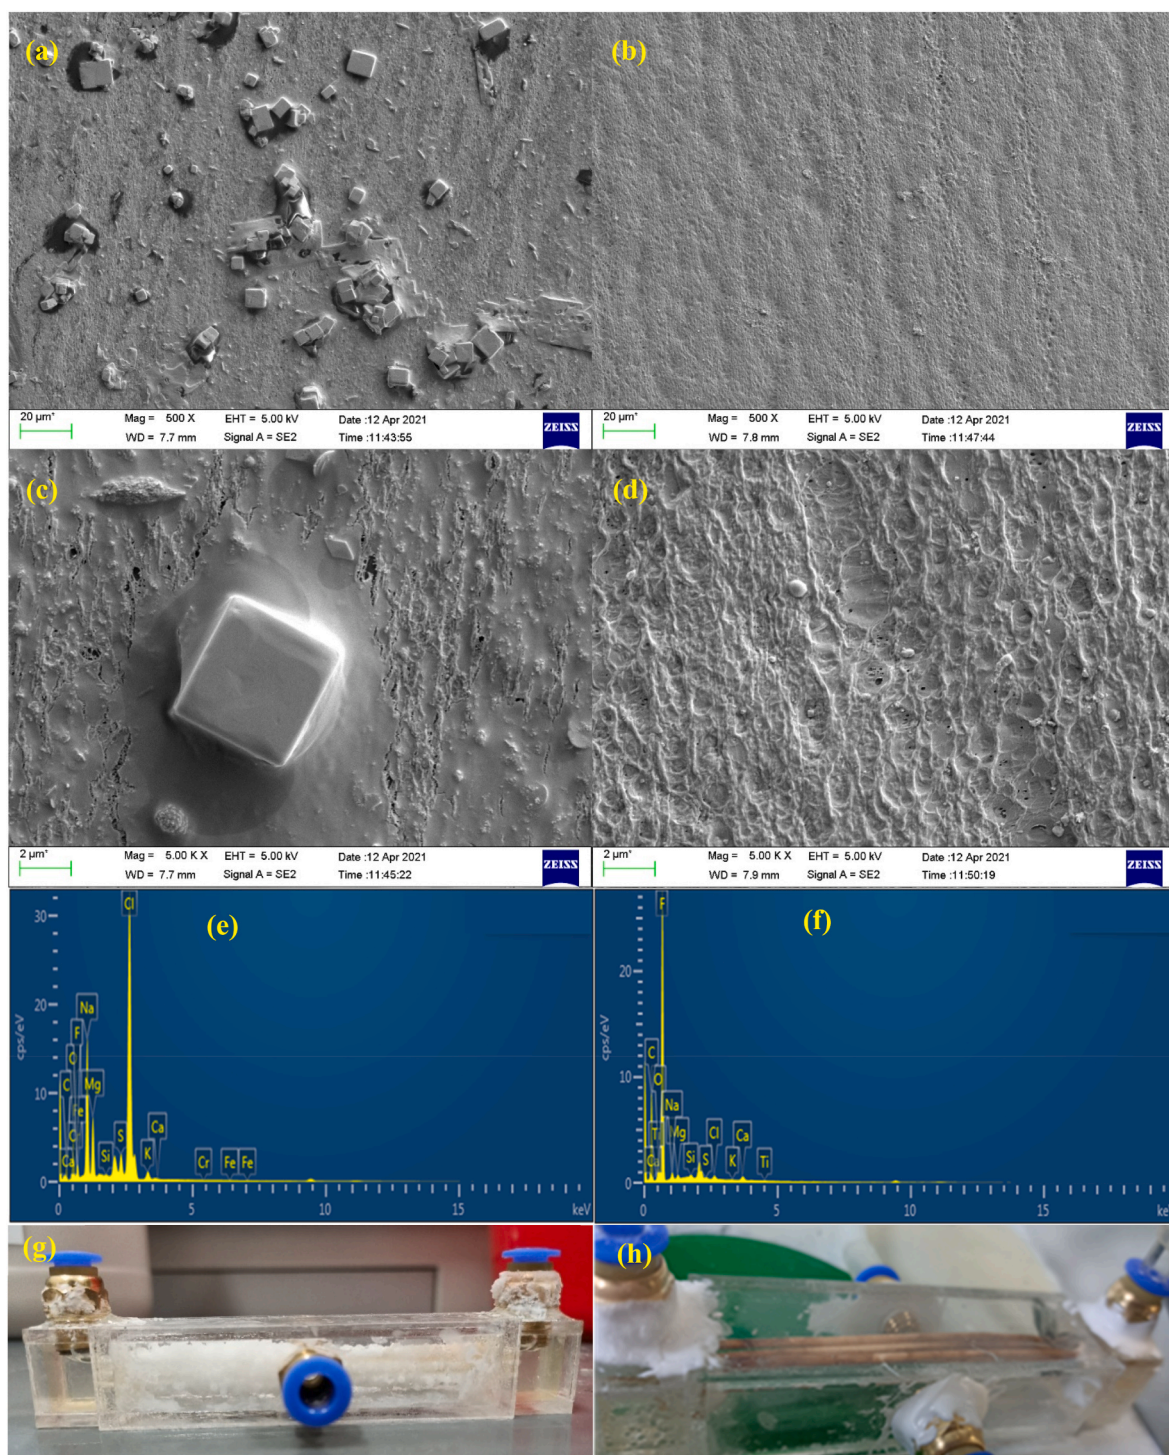 (a)
(b)
20 µm*
Mag = 500 X
EHT = 5.00 kV
Date :12 Apr 2021
ZEISS
WD = 7.7 mm
Signal A = SE2
Time :11:43:55
20 µm*
Mag = 500 X
EHT = 5.00 kV
Date :12 Apr 2021
ZEISS
WD = 7.8 mm
Signal A = SE2
Time :11:47:44
(c)
(d)
2 µm*
Mag = 5.00 K X
EHT = 5.00 kV
Date :12 Apr 2021
ZEISS
WD = 7.7 mm
Signal A = SE2
Time :11:45:22
2 µm*
Mag = 5.00 K X
EHT = 5.00 kV
Date :12 Apr 2021
ZEISS
WD = 7.9 mm
Signal A = SE2
Time :11:50:19
(e)
30
20
10
0
cps/eV
Cl
Na
F
C
Mg
Fe
Ca
Si
S
K
Ca
Cr
Fe
Fe
0
5
10
15
keV
(f)
20
10
0
cps/eV
F
C
O
Na
T
Mg
Ca
Si
S
Cl
K
Ca
Ti
0
5
10
15
ke
(g)
(h)